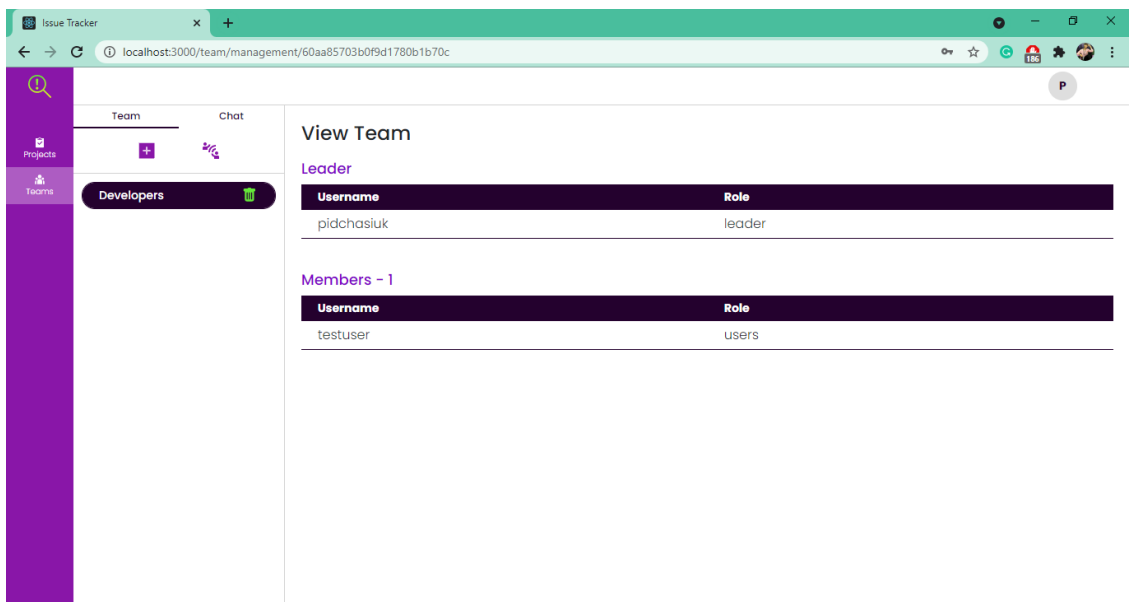 Issue Tracker
localhost:3000/team/management/60aa85703b0f9d1780b1b70c
186
P
Team Chat
Projects
Teams
Developers
View Team
Leader
Username Role
pidchasiuk leader
Members - 1
Username Role
testuser users